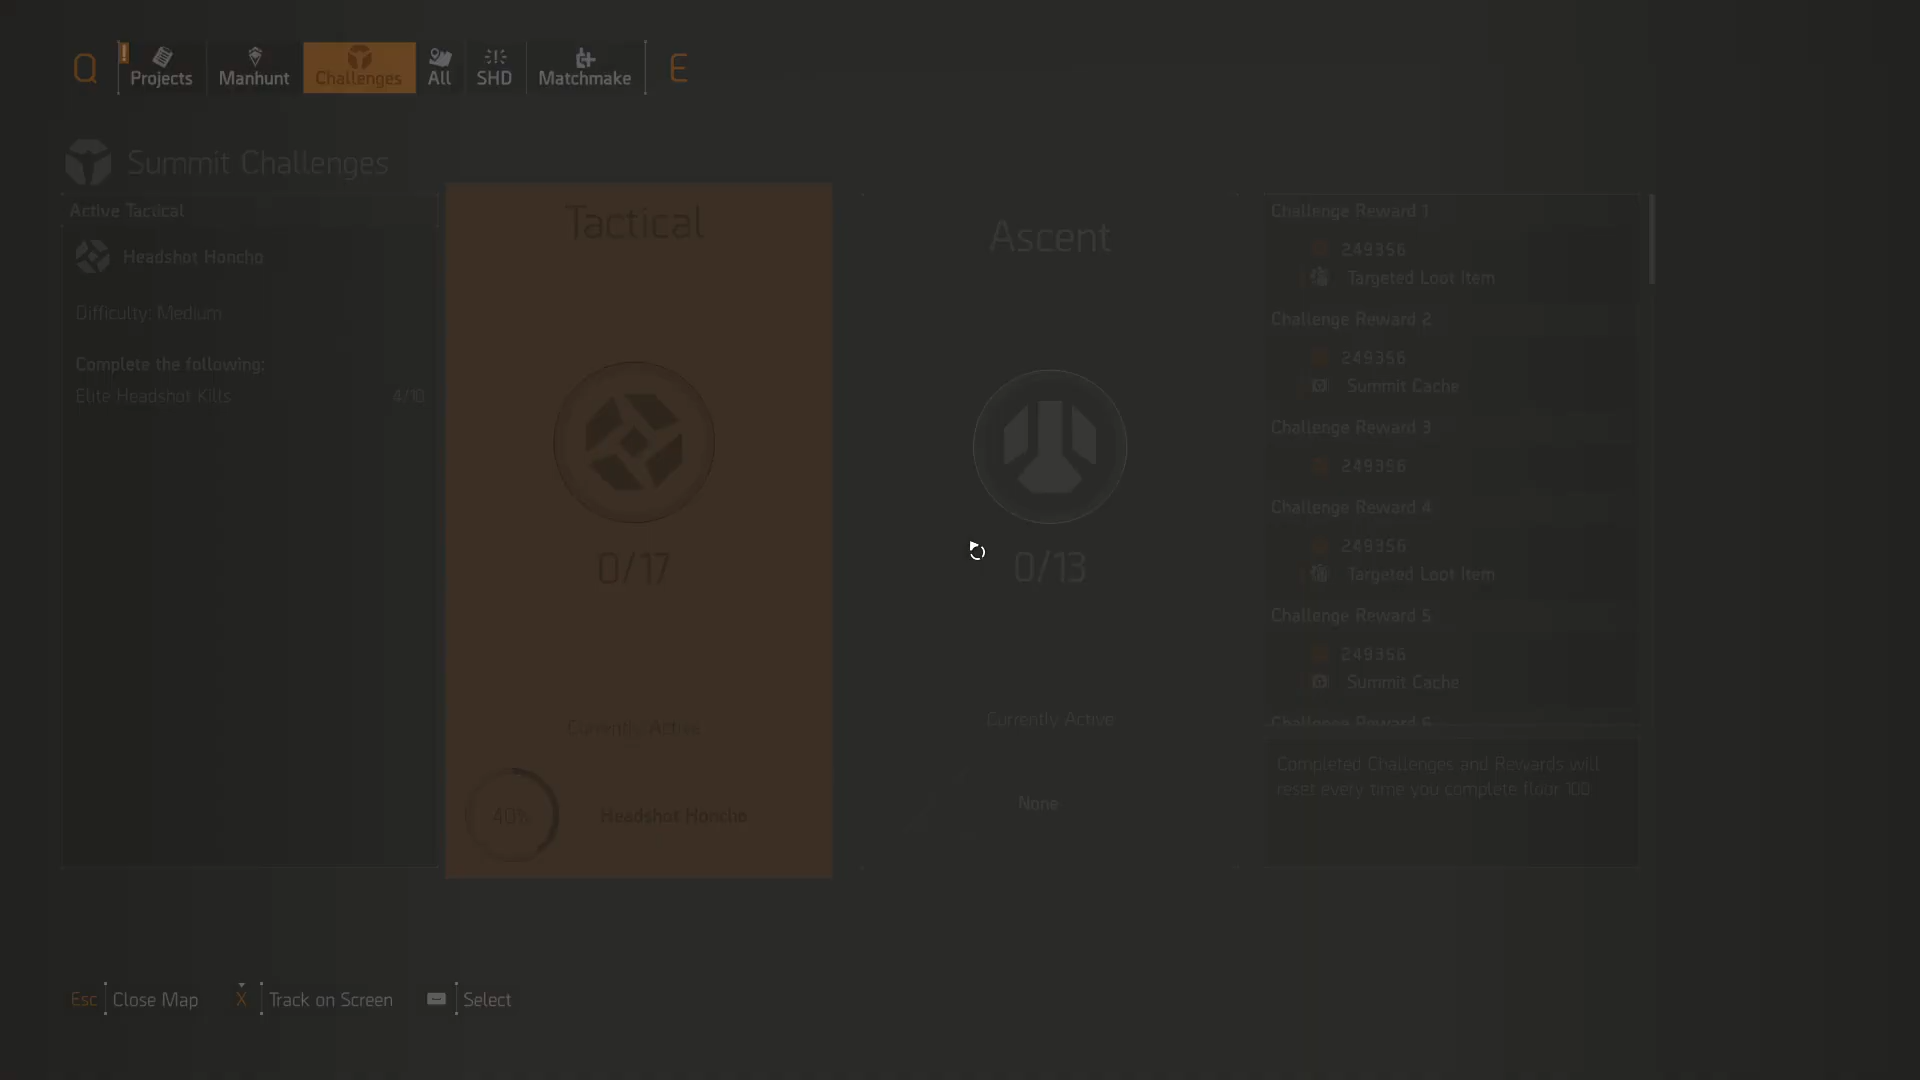 Q
Projects
Manhunt
Challenges
All
SHD
Matchmake
E
Summit Challenges
Active Tactical
Headshot Honcho
Difficulty: Medium
Complete the following:
Elite Headshot Kills 4/10
Tactical
0/17
Currently Active
40%
Headshot Honcho
Ascent
0/13
Currently Active
None
Challenge Reward 1
249356
Targeted Loot Item
Challenge Reward 2
249356
Summit Cache
Challenge Reward 3
249356
Challenge Reward 4
249356
Targeted Loot Item
Challenge Reward 5
249356
Summit Cache
Challenge Reward 6
Completed Challenges and Rewards will
reset every time you complete floor 100
Esc Close Map
X Track on Screen
Select